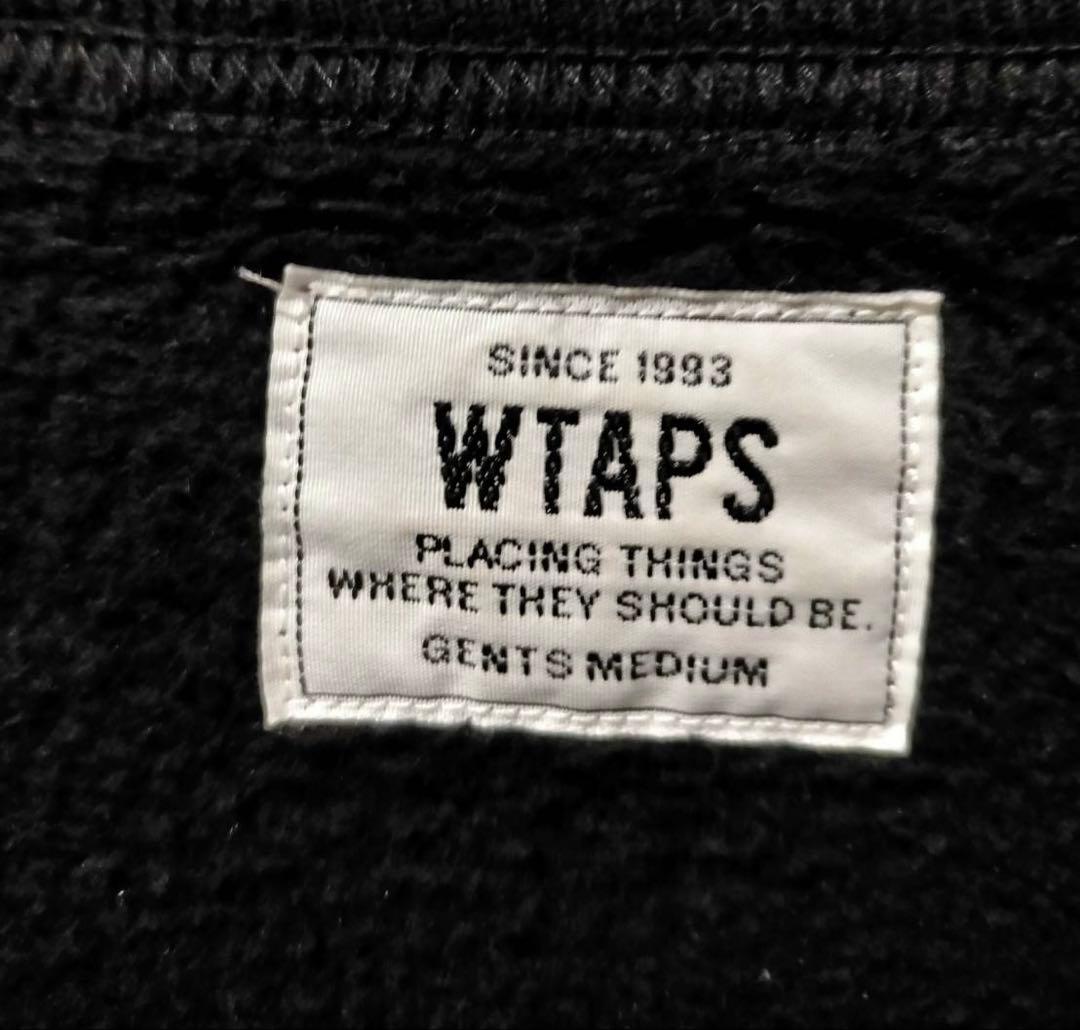 SINCE 1993
WTAPS
PLACING THINGS
WHERE THEY SHOULD BE.
GENTS MEDIUM